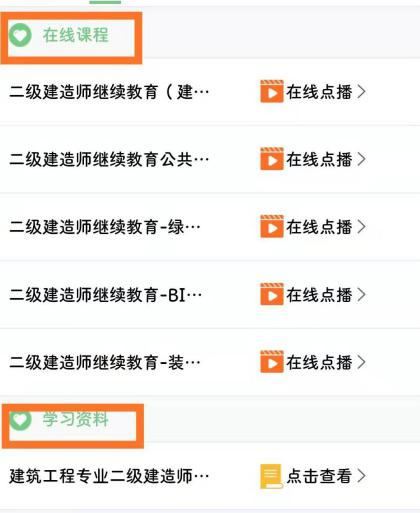 在线课程
二级建造师继续教育（建… 在线点播
二级建造师继续教育公共… 在线点播
二级建造师继续教育-绿… 在线点播
二级建造师继续教育-BI… 在线点播
二级建造师继续教育-装… 在线点播
学习资料
建筑工程专业二级建造师… 点击查看